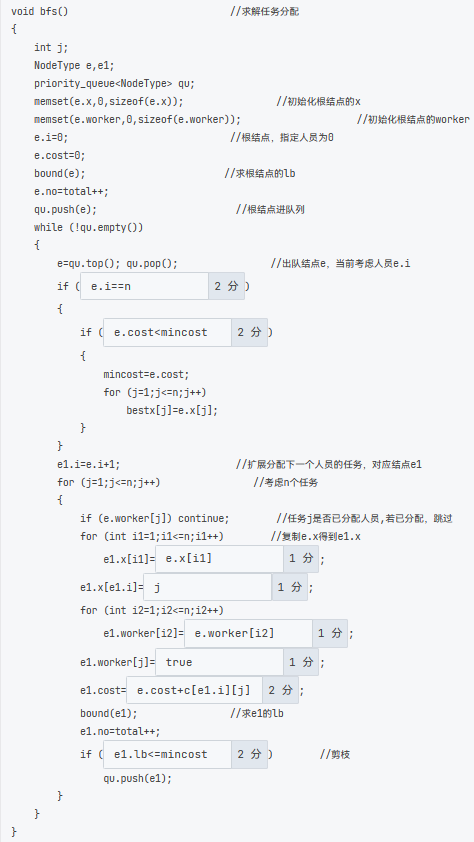 void bfs() //求解任务分配
{
int j;
NodeType e,e1;
priority_queue<NodeType> qu;
memset(e.x,0,sizeof(e.x)); //初始化根结点的x
memset(e.worker,0,sizeof(e.worker)); //初始化根结点的worker
e.i=0; //根结点，指定人员为0
e.cost=0;
bound(e); //求根结点的lb
e.no=total++;
qu.push(e); //根结点进队列
while (!qu.empty())
{
e=qu.top(); qu.pop(); //出队结点e，当前考虑人员e.i
if ( e.i==n 2 分 )
{
if ( e.cost<mincost 2 分 )
{
mincost=e.cost;
for (j=1;j<=n;j++)
bestx[j]=e.x[j];
}
}
e1.i=e.i+1; //扩展分配下一个人员的任务，对应结点e1
for (j=1;j<=n;j++) //考虑n个任务
{
if (e.worker[j]) continue; //任务j是否已分配人员,若已分配，跳过
for (int i1=1;i1<=n;i1++) //复制e.x得到e1.x
e1.x[i1]= e.x[i1] 1 分 ;
e1.x[e1.i]= j 1 分 ;
for (int i2=1;i2<=n;i2++)
e1.worker[i2]= e.worker[i2] 1 分 ;
e1.worker[j]= true 1 分 ;
e1.cost= e.cost+c[e1.i][j] 2 分 ;
bound(e1); //求e1的lb
e1.no=total++;
if ( e1.lb<=mincost 2 分 ) //剪枝
qu.push(e1);
}
}
}